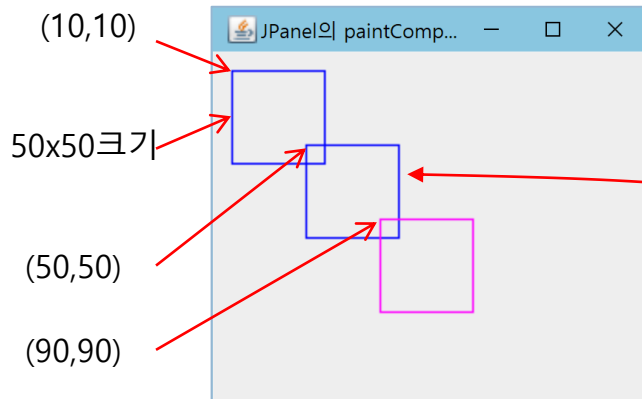 (10,10)
JPanel의 paintComp...
50x50크기
(50,50)
(90,90)